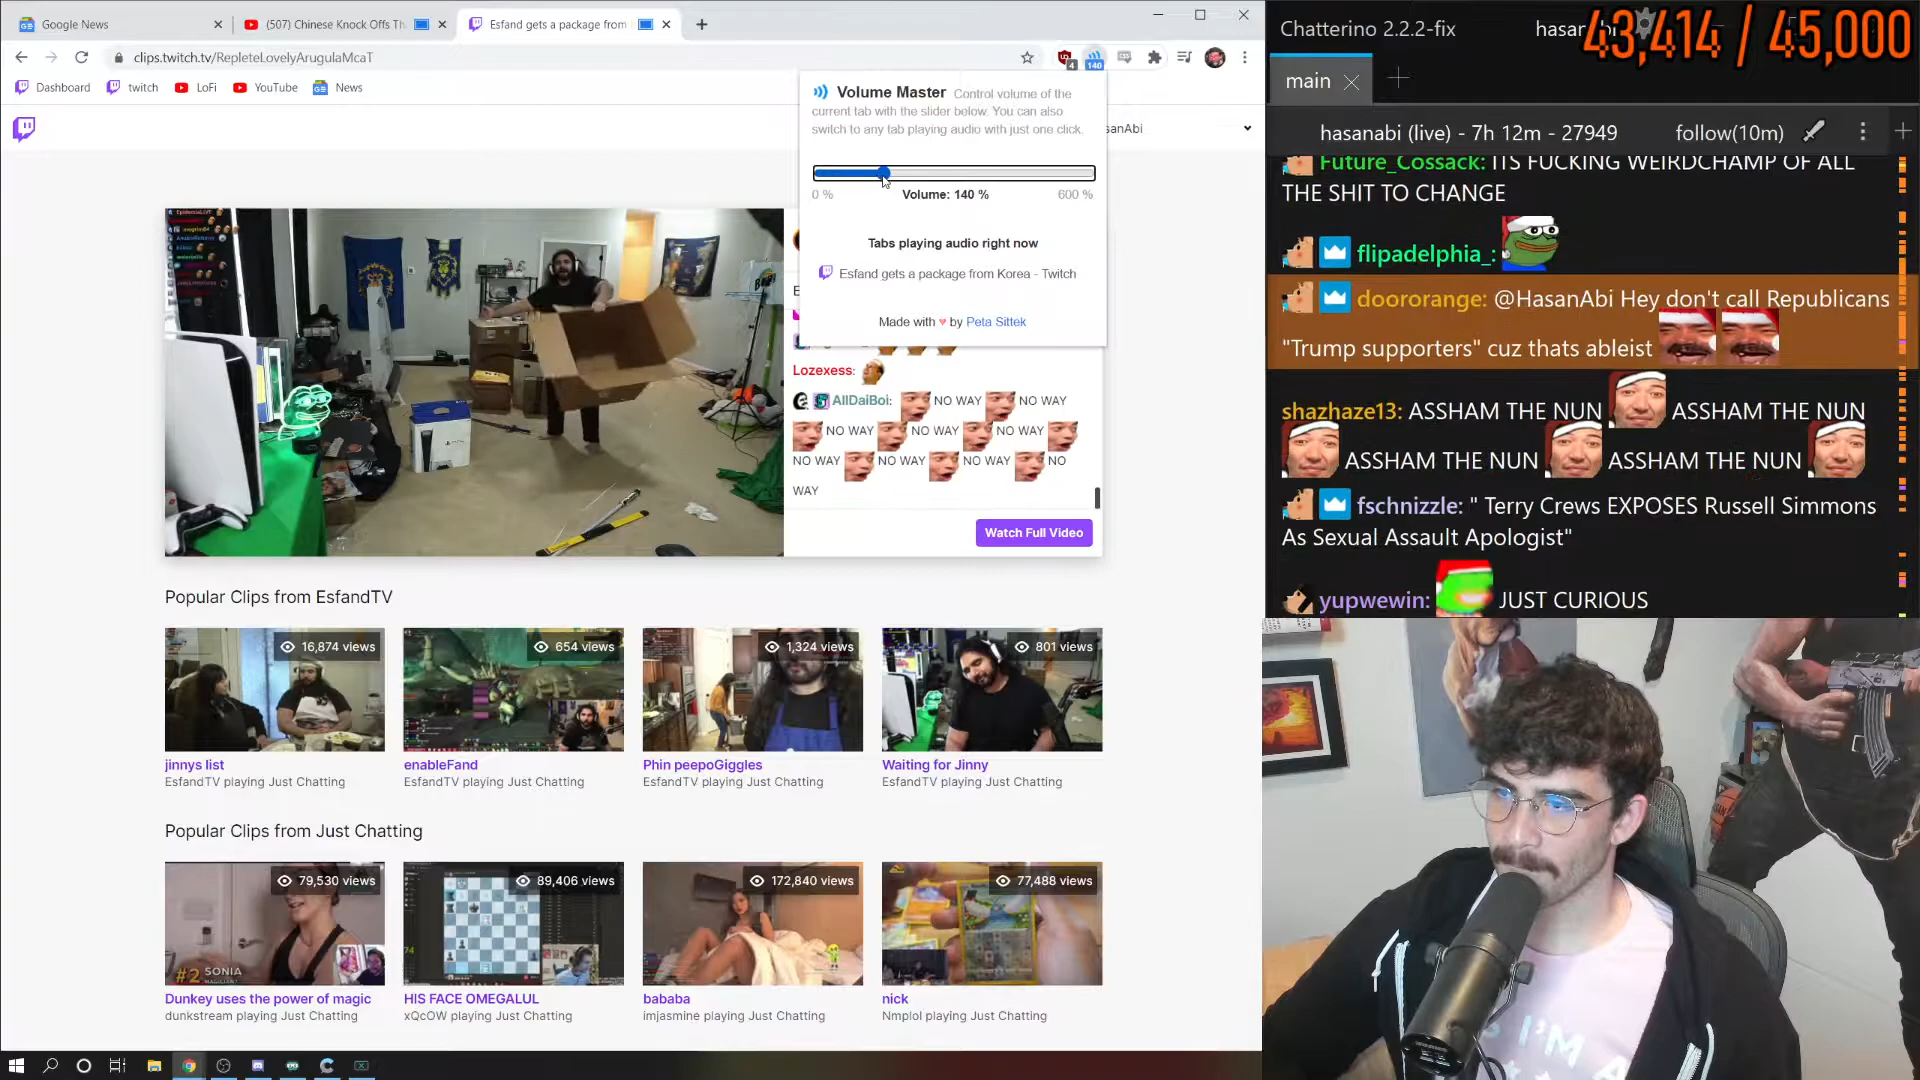 Google News
(507) Chinese Knock Offs Th
Esfand gets a package from
clips.twitch.tv/RepleteLovelyArugulaMcaT
4
140
Dashboard
twitch
LoFi
YouTube
News
Volume Master Control volume of the
current tab with the slider below. You can also
switch to any tab playing audio with just one click.
0 %
Volume: 140 %
600 %
Tabs playing audio right now
Esfand gets a package from Korea - Twitch
Made with ♥ by Peta Sittek
sanAbi
Lozexess:
AllDaiBoi: NO WAY NO WAY
NO WAY NO WAY NO WAY
NO WAY NO WAY NO WAY NO
WAY
Watch Full Video
Popular Clips from EsfandTV
16,874 views
654 views
1,324 views
801 views
jinnys list
EsfandTV playing Just Chatting
enableFand
EsfandTV playing Just Chatting
Phin peepoGiggles
EsfandTV playing Just Chatting
Waiting for Jinny
EsfandTV playing Just Chatting
Popular Clips from Just Chatting
79,530 views
89,406 views
172,840 views
77,488 views
#2 SONIA
74
Dunkey uses the power of magic
dunkstream playing Just Chatting
HIS FACE OMEGALUL
xQcOW playing Just Chatting
bababa
imjasmine playing Just Chatting
nick
Nmplol playing Just Chatting
Chatterino 2.2.2-fix
43,414 / 45,000
main
hasanabi (live) - 7h 12m - 27949
follow(10m)
Future_Cossack: ITS FUCKING WEIRDCHAMP OF ALL
THE SHIT TO CHANGE
flipadelphia_:
doororange: @HasanAbi Hey don't call Republicans
"Trump supporters" cuz thats ableist
shazhaze13: ASSHAM THE NUN ASSHAM THE NUN
ASSHAM THE NUN ASSHAM THE NUN
fschnizzle: " Terry Crews EXPOSES Russell Simmons
As Sexual Assault Apologist"
yupwewin: JUST CURIOUS